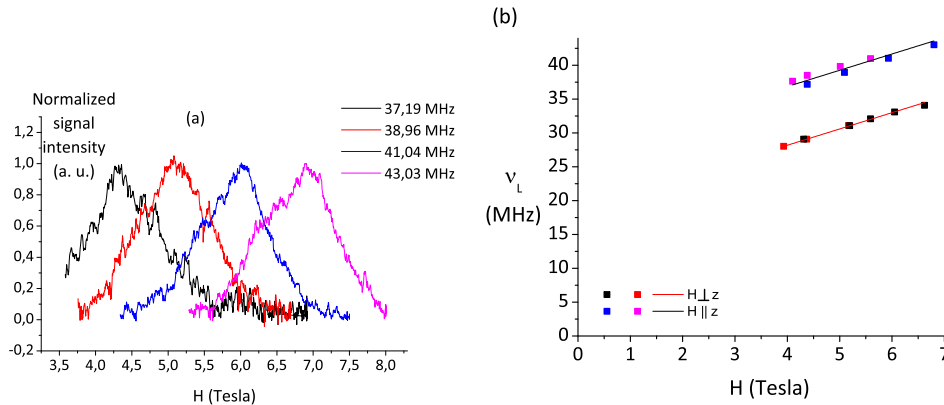 (b)
Normalized
signal
intensity
(a. u.)
(a)
37,19 MHz
38,96 MHz
41,04 MHz
43,03 MHz
1,2
1,0
0,8
0,6
0,4
0,2
0,0
-0,2
3,5 4,0 4,5 5,0 5,5 6,0 6,5 7,0 7,5 8,0
H (Tesla)
40
35
30
25
20
15
10
5
0
ν_L
(MHz)
H⊥z
H ∥ z
0 1 2 3 4 5 6 7
H (Tesla)